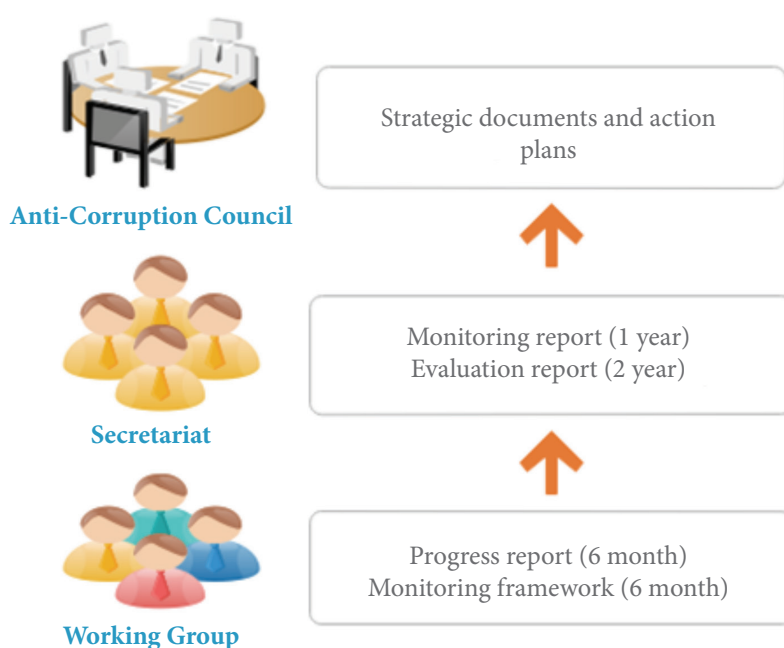 Strategic documents and action
plans
Anti-Corruption Council
Monitoring report (1 year)
Evaluation report (2 year)
Secretariat
Progress report (6 month)
Monitoring framework (6 month)
Working Group